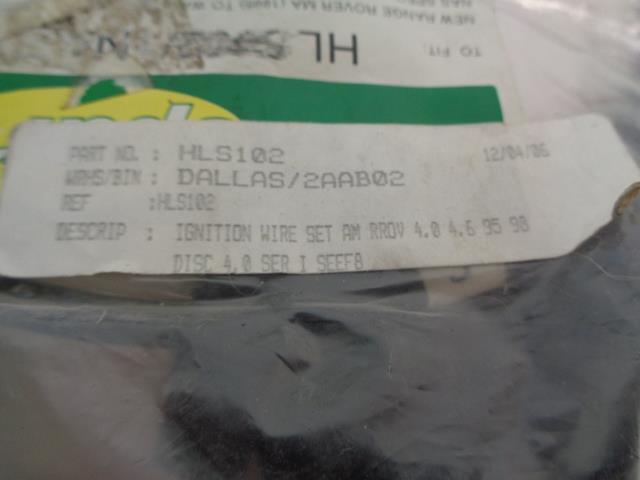 NEW RANGE ROVER MA (1995) TO W
TO FIT:
HL
PART NO. : HLS102 12/04/06
WRHS/BIN : DALLAS/2AAB02
REF :HLS102
DESCRIP : IGNITION WIRE SET AM RROV 4.0 4.6 95 98
DISC 4.0 SER I SEEF8